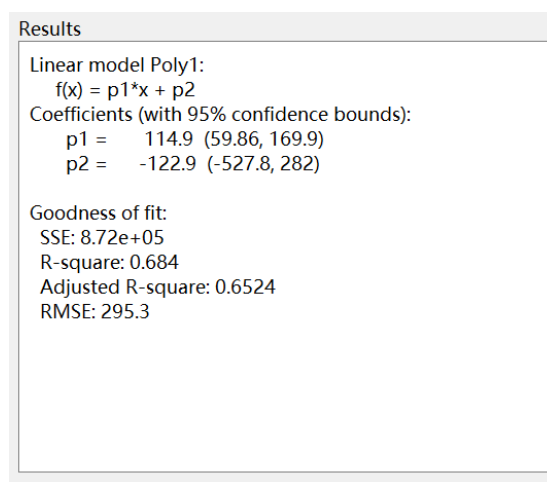 Results
Linear model Poly1:
f(x) = p1*x + p2
Coefficients (with 95% confidence bounds):
p1 = 114.9 (59.86, 169.9)
p2 = -122.9 (-527.8, 282)
Goodness of fit:
SSE: 8.72e+05
R-square: 0.684
Adjusted R-square: 0.6524
RMSE: 295.3